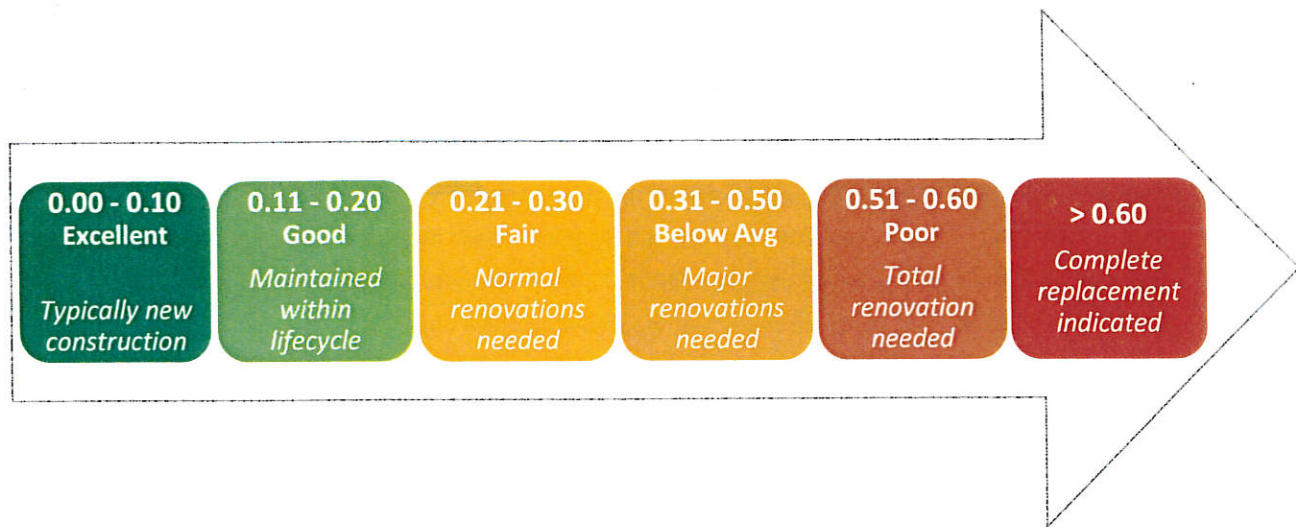 0.00 - 0.10
Excellent
Typically new
construction
0.11 - 0.20
Good
Maintained
within
lifecycle
0.21 - 0.30
Fair
Normal
renovations
needed
0.31 - 0.50
Below Avg
Major
renovations
needed
0.51 - 0.60
Poor
Total
renovation
needed
> 0.60
Complete
replacement
indicated